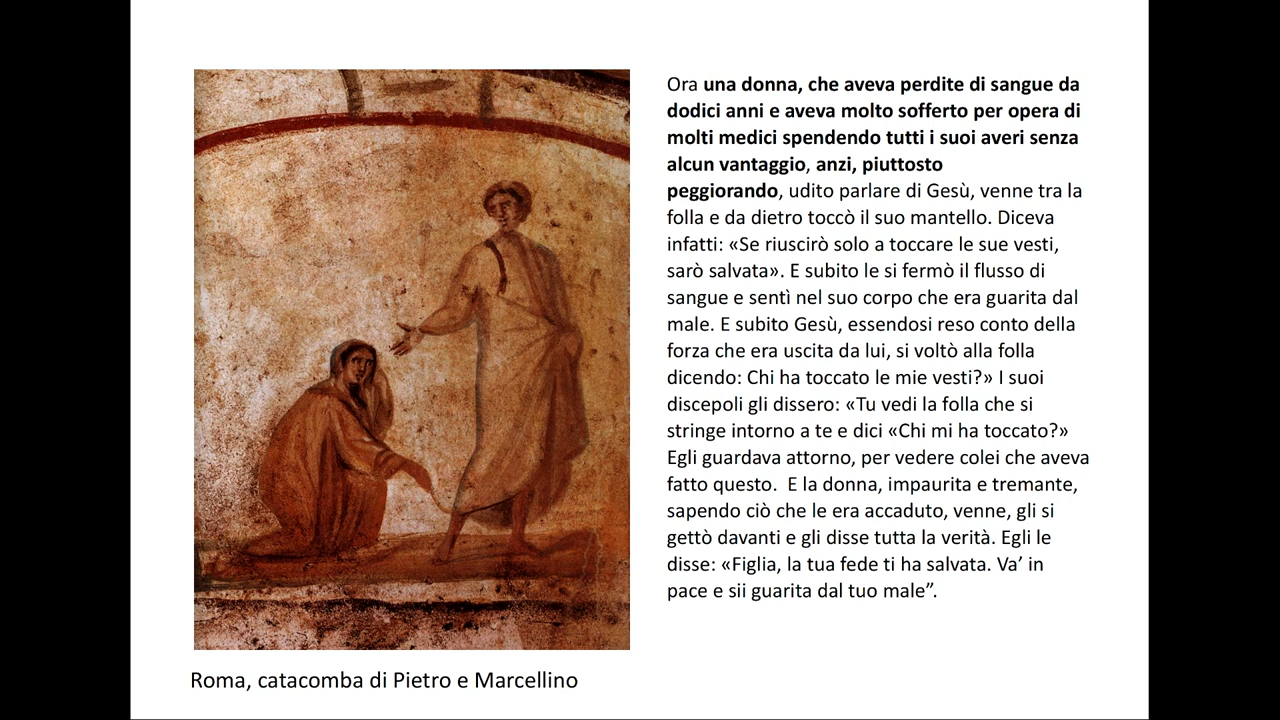 Ora una donna, che aveva perdite di sangue da
dodici anni e aveva molto sofferto per opera di
molti medici spendendo tutti i suoi averi senza
alcun vantaggio, anzi, piuttosto
peggiorando, udito parlare di Gesù, venne tra la
folla e da dietro toccò il suo mantello. Diceva
infatti: «Se riuscirò solo a toccare le sue vesti,
sarò salvata». E subito le si fermò il flusso di
sangue e sentì nel suo corpo che era guarita dal
male. E subito Gesù, essendosi reso conto della
forza che era uscita da lui, si voltò alla folla
dicendo: Chi ha toccato le mie vesti?» I suoi
discepoli gli dissero: «Tu vedi la folla che si
stringe intorno a te e dici «Chi mi ha toccato?»
Egli guardava attorno, per vedere colei che aveva
fatto questo.  E la donna, impaurita e tremante,
sapendo ciò che le era accaduto, venne, gli si
gettò davanti e gli disse tutta la verità. Egli le
disse: «Figlia, la tua fede ti ha salvata. Va’ in
pace e sii guarita dal tuo male”.
Roma, catacomba di Pietro e Marcellino